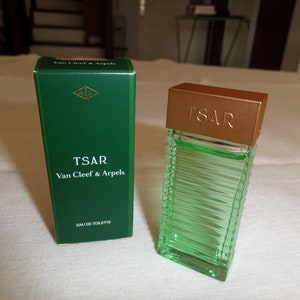 TSAR
Van Cleef & Arpels
EAU DE TOILETTE
TSAR